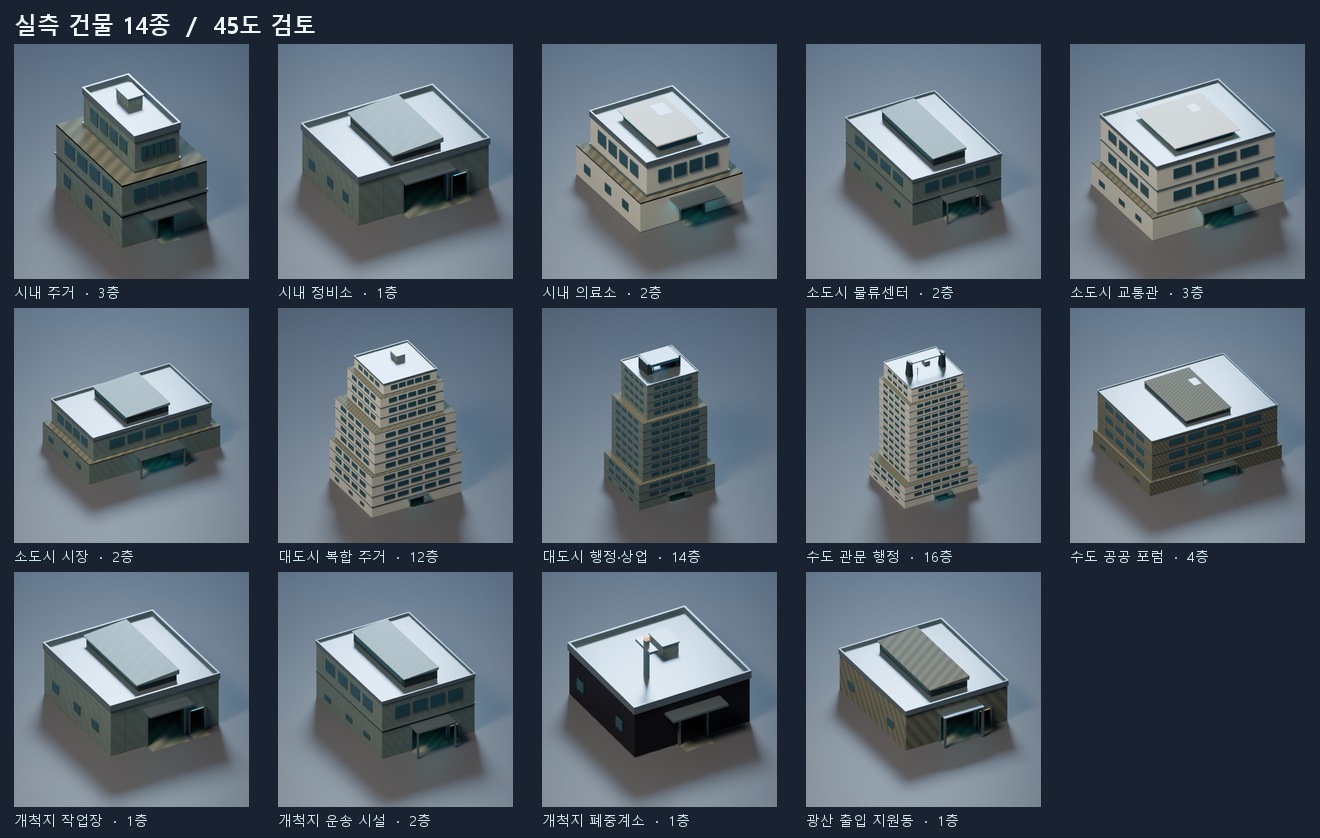 실측 건물 14종 / 45도 검토
시내 주거 · 3층
시내 정비소 · 1층
시내 의료소 · 2층
소도시 물류센터 · 2층
소도시 교통관 · 3층
소도시 시장 · 2층
대도시 복합 주거 · 12층
대도시 행정·상업 · 14층
수도 관문 행정 · 16층
수도 공공 포럼 · 4층
개척지 작업장 · 1층
개척지 운송 시설 · 2층
개척지 폐중계소 · 1층
광산 출입 지원동 · 1층